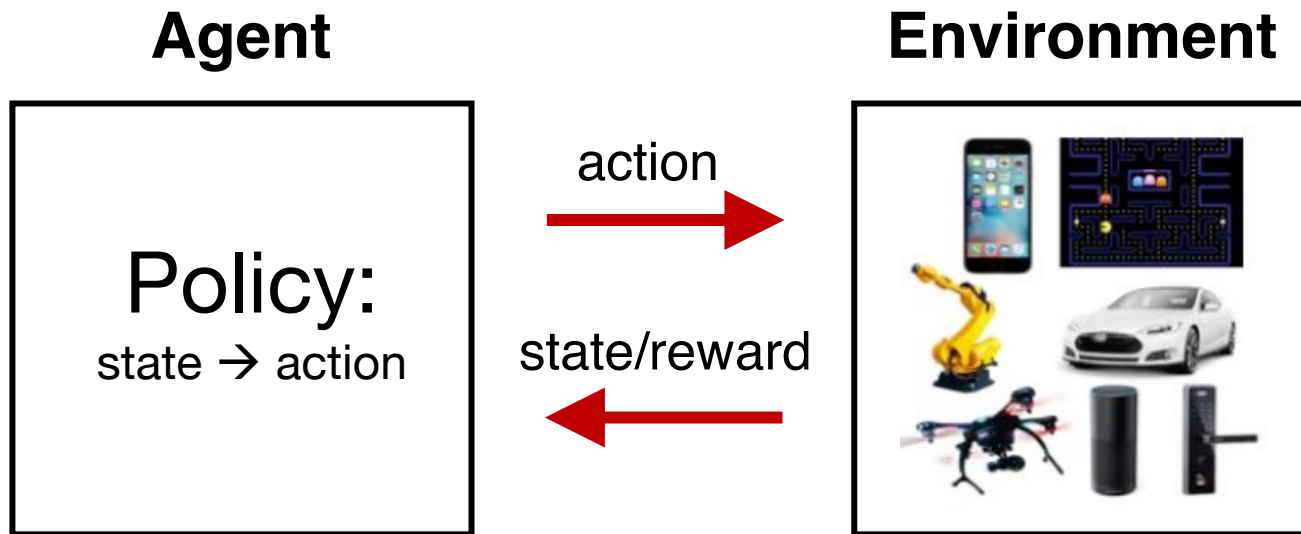 Agent
Environment
action
Policy:
state → action
state/reward